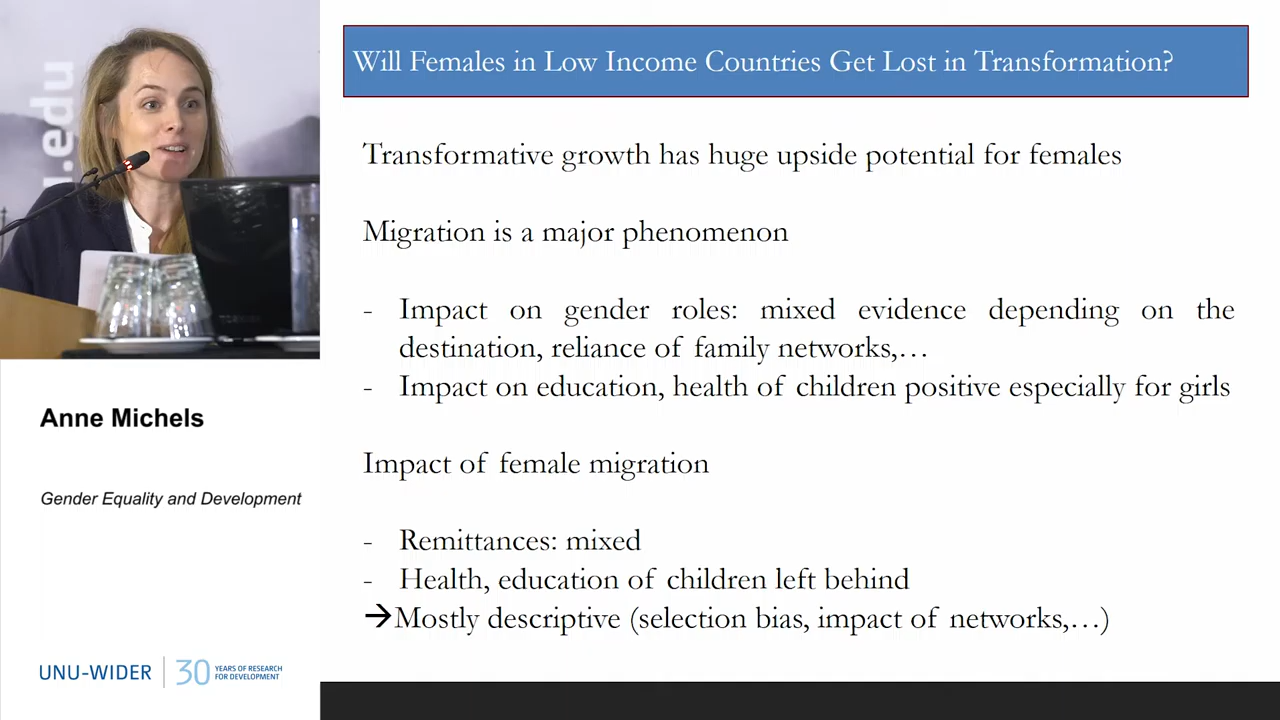 Will Females in Low Income Countries Get Lost in Transformation?
Transformative growth has huge upside potential for females
Migration is a major phenomenon
- Impact on gender roles: mixed evidence depending on the
destination, reliance of family networks,…
- Impact on education, health of children positive especially for girls
Impact of female migration
- Remittances: mixed
- Health, education of children left behind
→Mostly descriptive (selection bias, impact of networks,…)
.edu
Anne Michels
Gender Equality and Development
UNU-WIDER
30
YEARS OF RESEARCH
FOR DEVELOPMENT